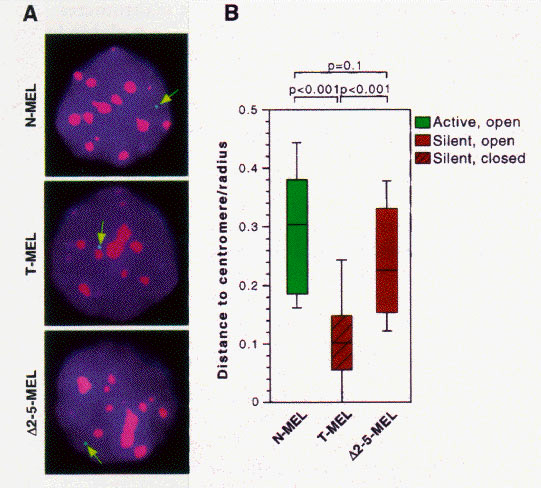 A
B
N-MEL
T-MEL
Δ2-5-MEL
p=0.1
p<0.001
p<0.001
Active, open
Silent, open
Silent, closed
Distance to centromere/radius
0.5
0.4
0.3
0.2
0.1
0
N-MEL
T-MEL
Δ2-5-MEL